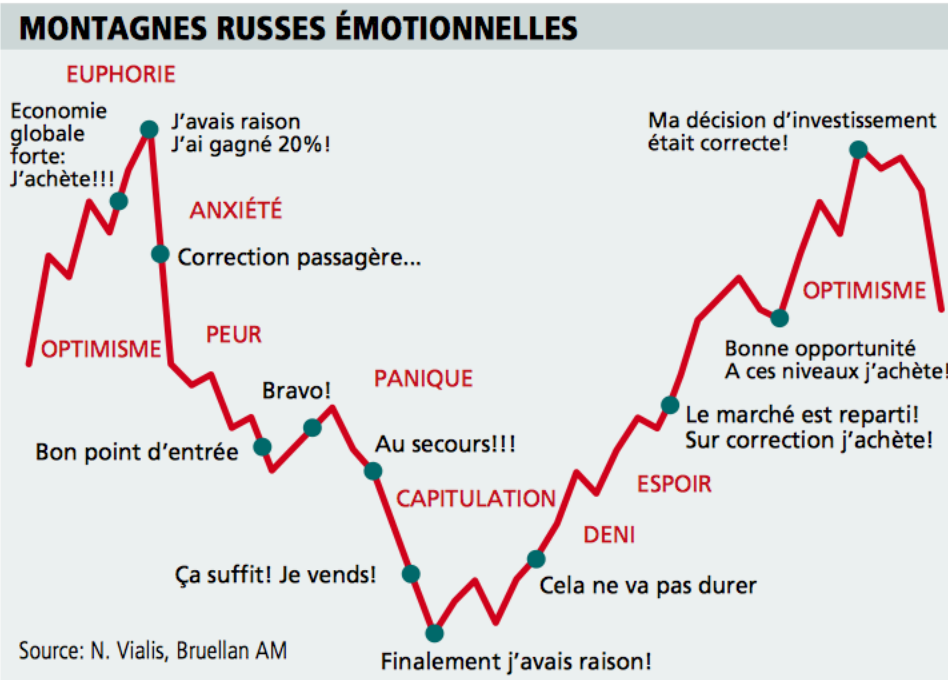 MONTAGNES RUSSES ÉMOTIONNELLES
EUPHORIE
Economie
globale
forte:
J'achète!!!
J'avais raison
J'ai gagné 20%!
ANXIÉTÉ
Correction passagère...
OPTIMISME
PEUR
Bravo!
Bon point d'entrée
PANIQUE
Au secours!!!
CAPITULATION
Ça suffit! Je vends!
Finalement j'avais raison!
Cela ne va pas durer
DENI
ESPOIR
Le marché est reparti!
Sur correction j'achète!
Bonne opportunité
A ces niveaux j'achète!
OPTIMISME
Ma décision d'investissement
était correcte!
Source: N. Vialis, Bruellan AM